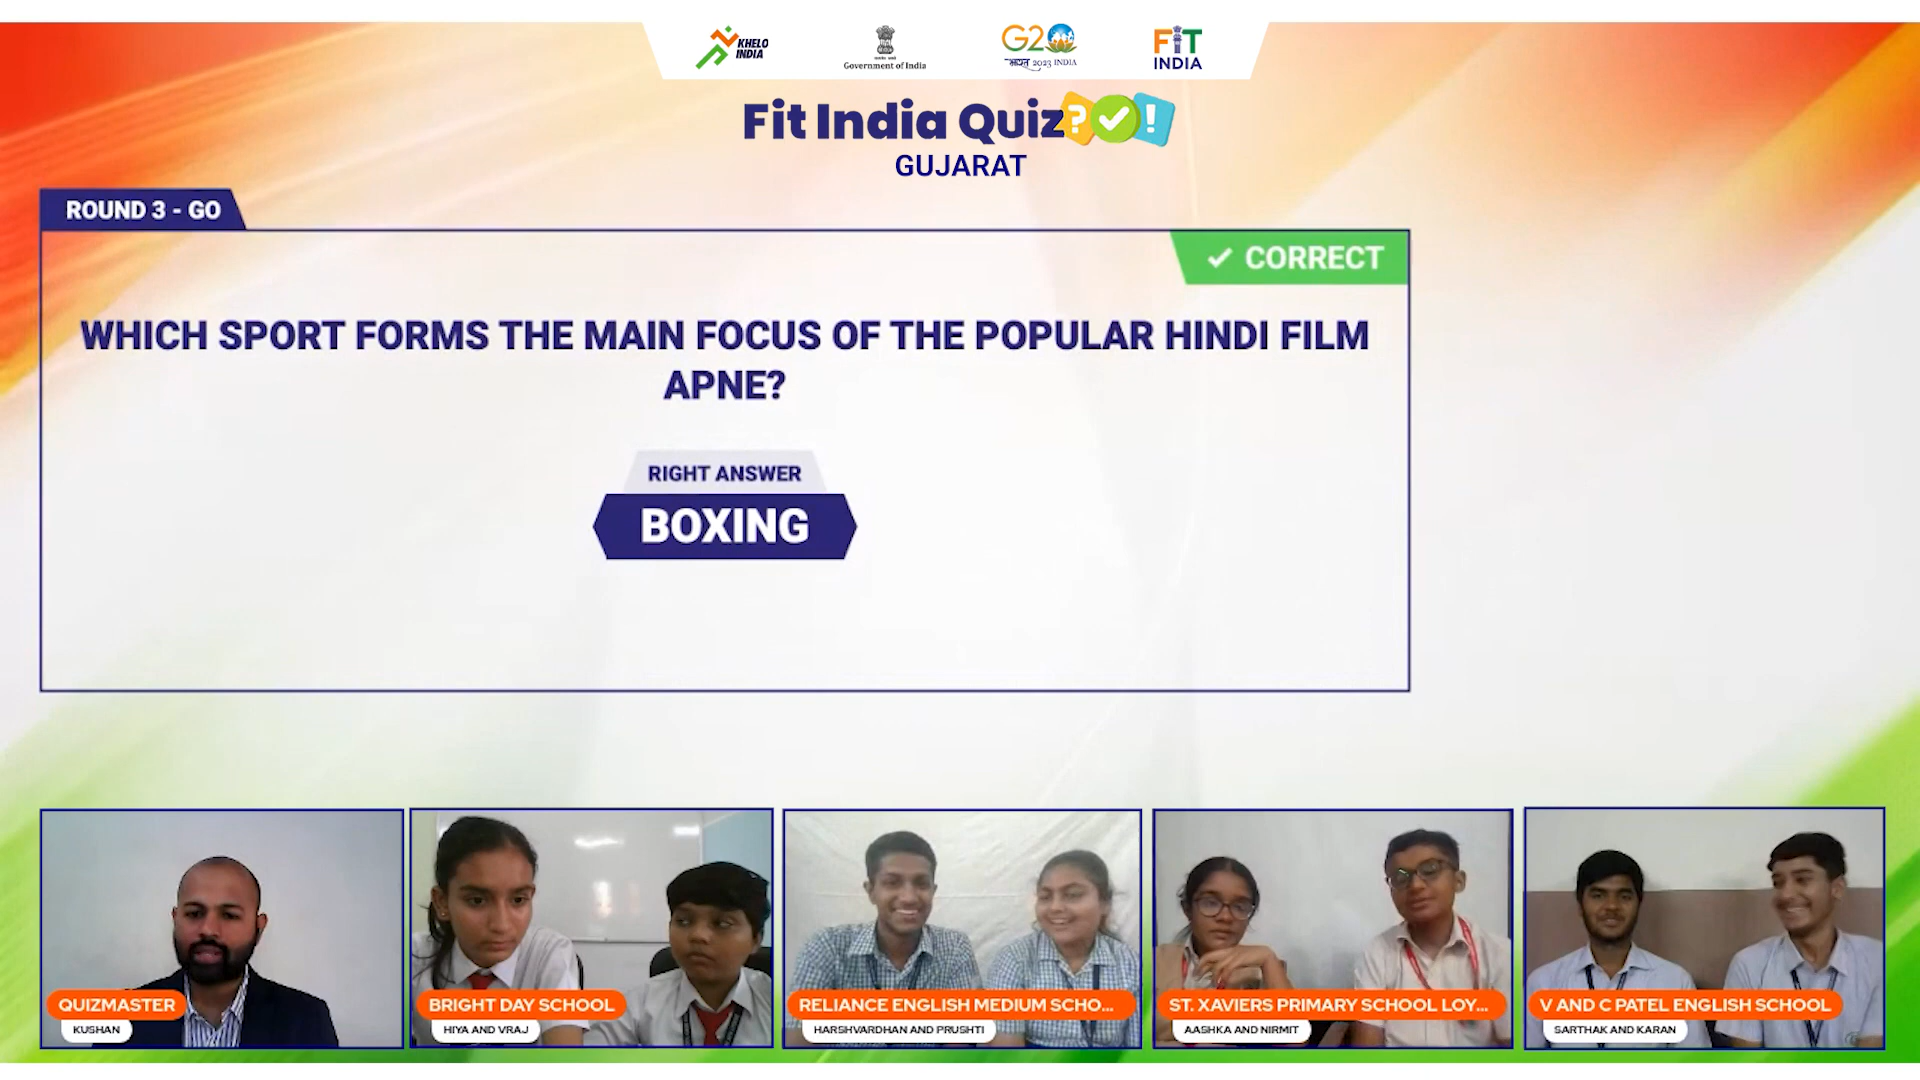 KHELO
INDIA
Government of India
G20
भारत 2023 INDIA
FIT
INDIA
Fit India Quiz?!
GUJARAT
ROUND 3 - GO
CORRECT
WHICH SPORT FORMS THE MAIN FOCUS OF THE POPULAR HINDI FILM
APNE?
RIGHT ANSWER
BOXING
QUIZMASTER
KUSHAN
BRIGHT DAY SCHOOL
HIYA AND VRAJ
RELIANCE ENGLISH MEDIUM SCHO...
HARSHVARDHAN AND PRUSHTI
ST. XAVIERS PRIMARY SCHOOL LOY...
AASHKA AND NIRMIT
V AND C PATEL ENGLISH SCHOOL
SARTHAK AND KARAN